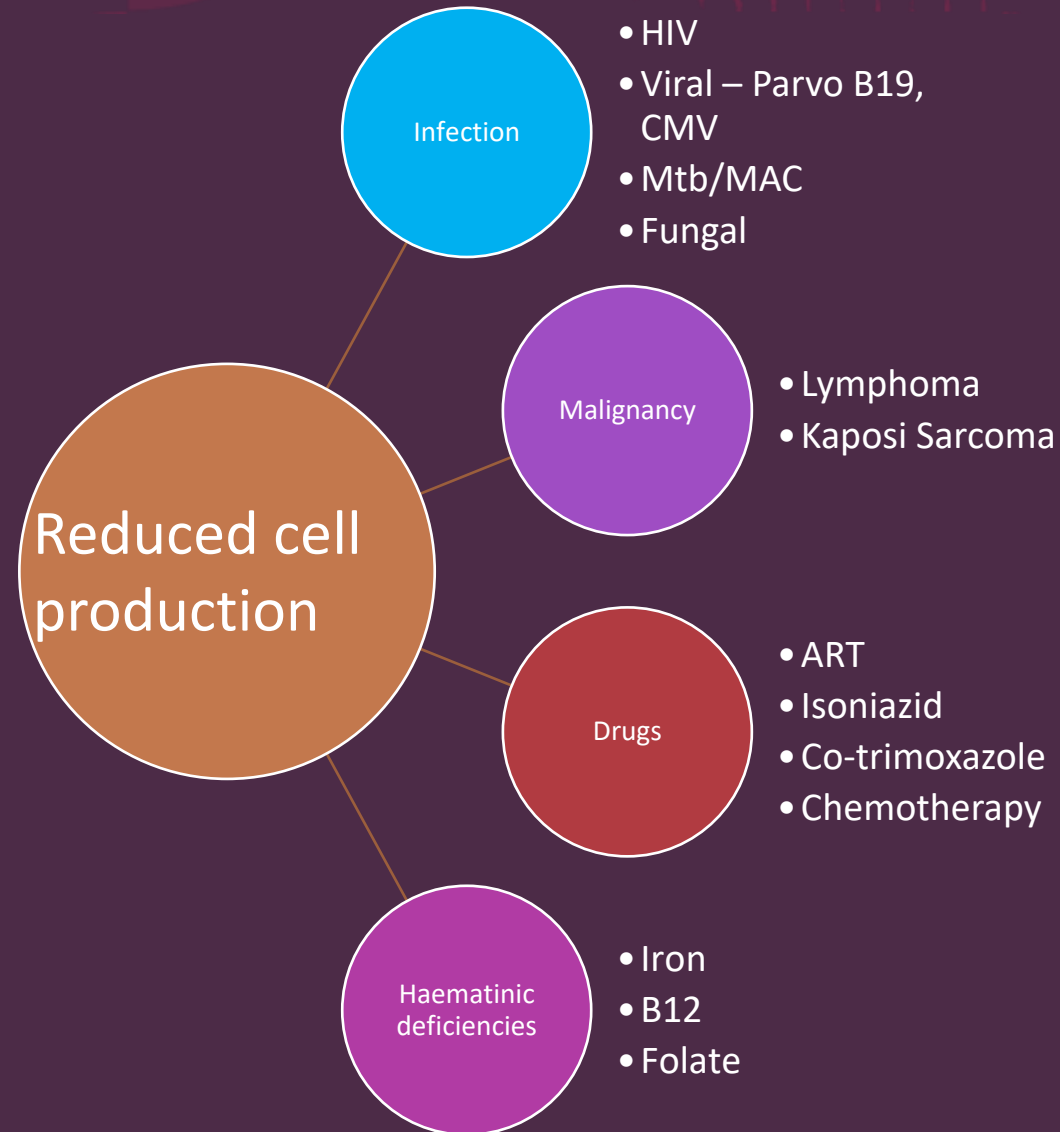 Infection
• HIV
• Viral – Parvo B19,
CMV
• Mtb/MAC
• Fungal
Malignancy
• Lymphoma
• Kaposi Sarcoma
Reduced cell
production
Drugs
• ART
• Isoniazid
• Co-trimoxazole
• Chemotherapy
Haematinic
deficiencies
• Iron
• B12
• Folate